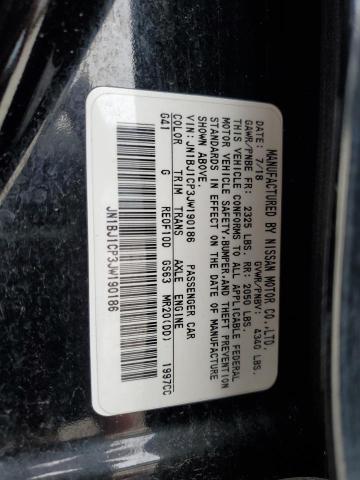 MANUFACTURED BY NISSAN MOTOR CO.,LTD.
DATE: 7/18 GVWR/PNBV: 4340 LBS.
GAWR/PNBE FR: 2325 LBS. RR: 2050 LBS.
THIS VEHICLE CONFORMS TO ALL APPLICABLE FEDERAL
MOTOR VEHICLE SAFETY,BUMPER,AND THEFT PREVENTION
STANDARDS IN EFFECT ON THE DATE OF MANUFACTURE
SHOWN ABOVE.
VIN: JN1BJ1CP3JW190186 PASSENGER CAR
COLOR TRIM TRANS AXLE ENGINE
G41 G RE0F10D GS63 MR20(DD) 1997CC
JN1BJ1CP3JW190186